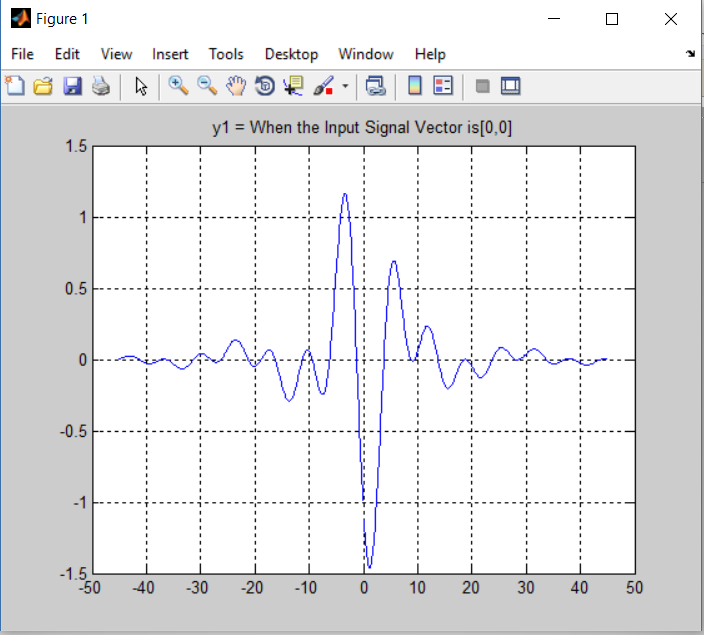 Figure 1
File Edit View Insert Tools Desktop Window Help
y1 = When the Input Signal Vector is[0,0]
1.5
1
0.5
0
-0.5
-1
-1.5
-50 -40 -30 -20 -10 0 10 20 30 40 50